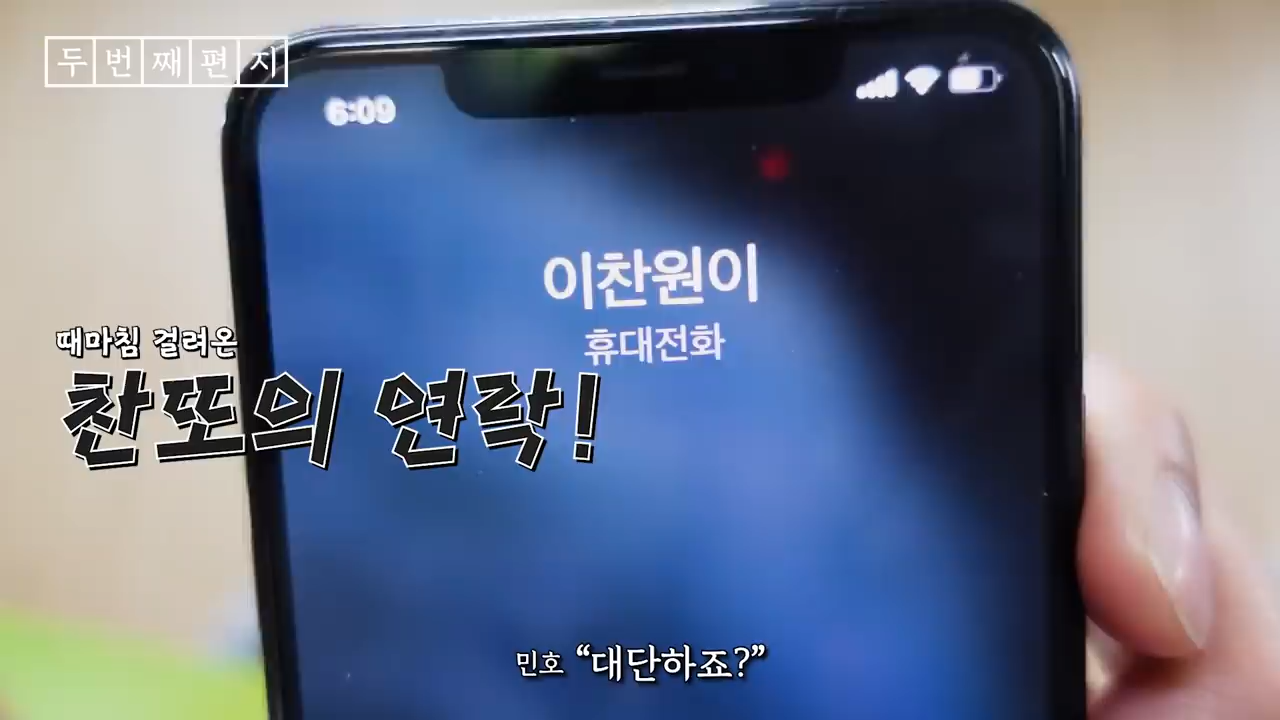 두번째편지
6:09
이찬원이
휴대전화
때마침 걸려온
찬또의 연락!
민호 “대단하죠?”